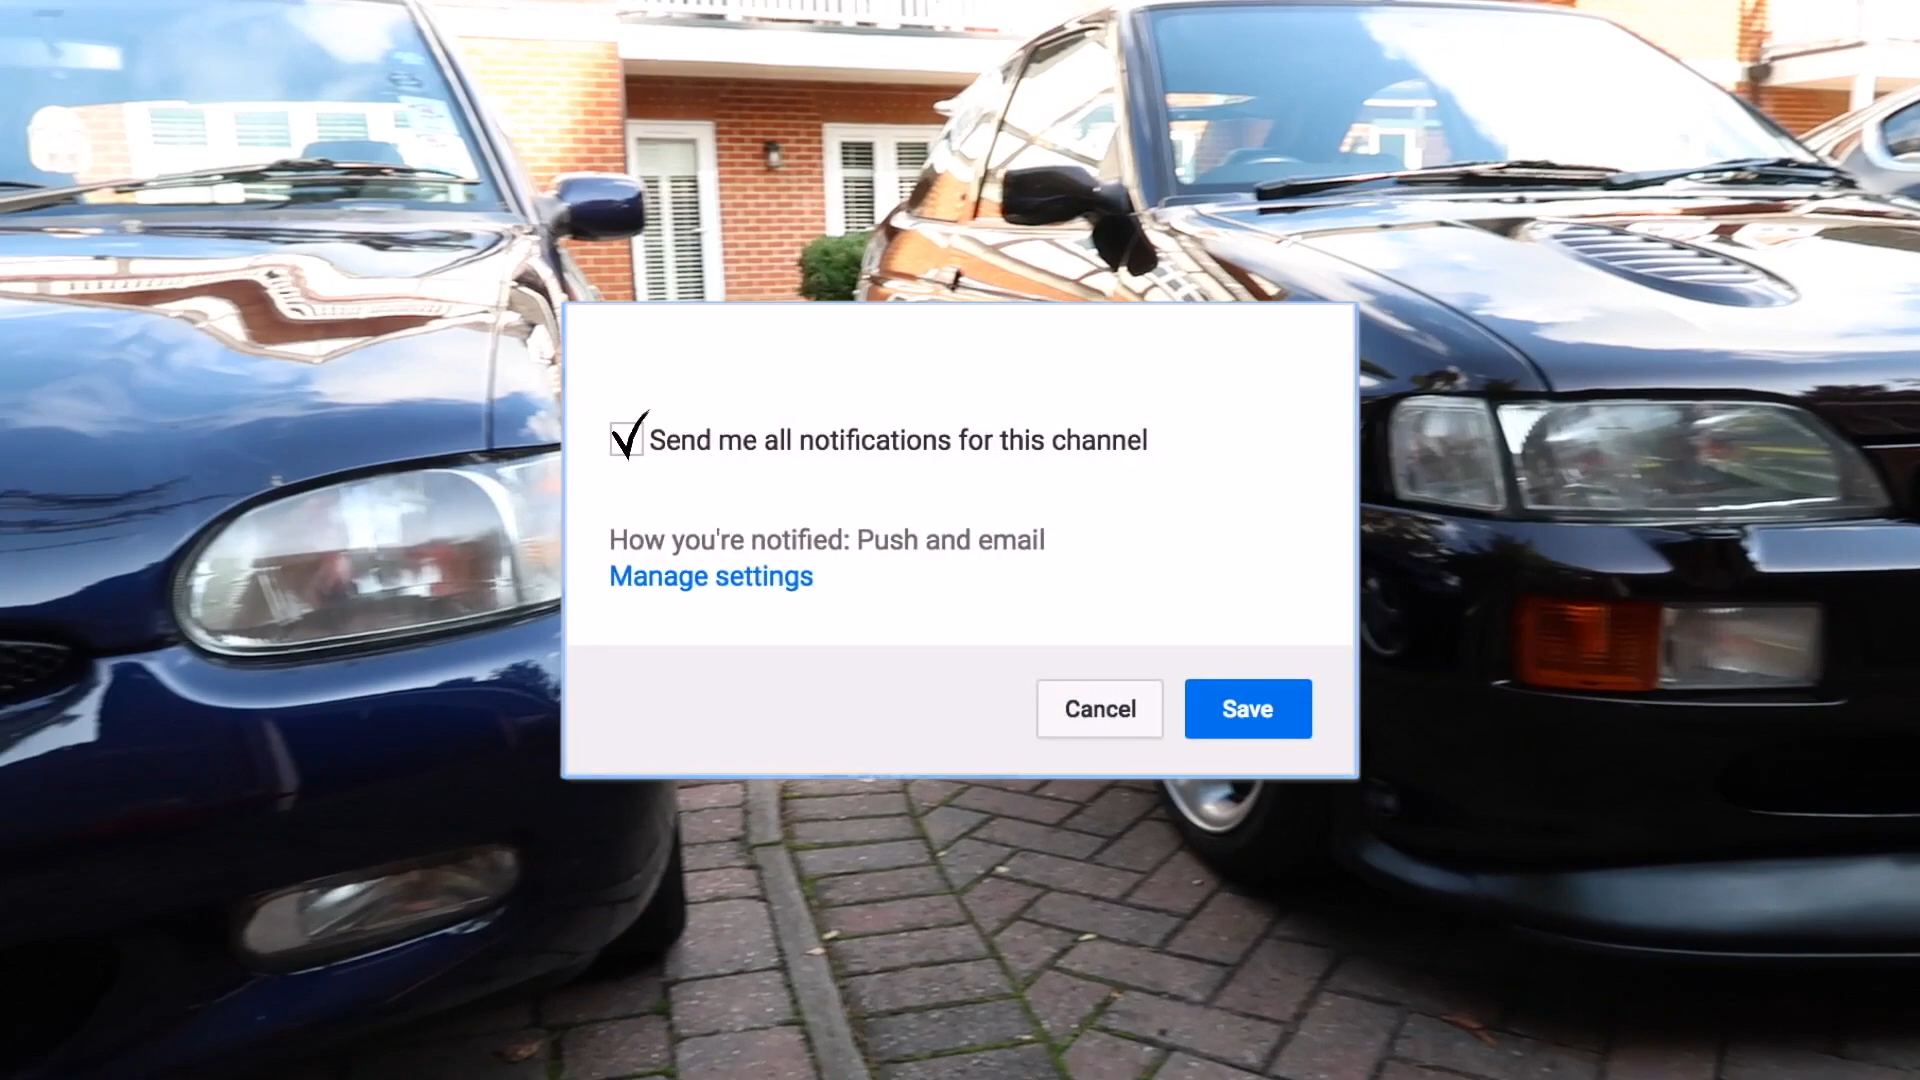 Send me all notifications for this channel
How you're notified: Push and email
Manage settings
Cancel
Save